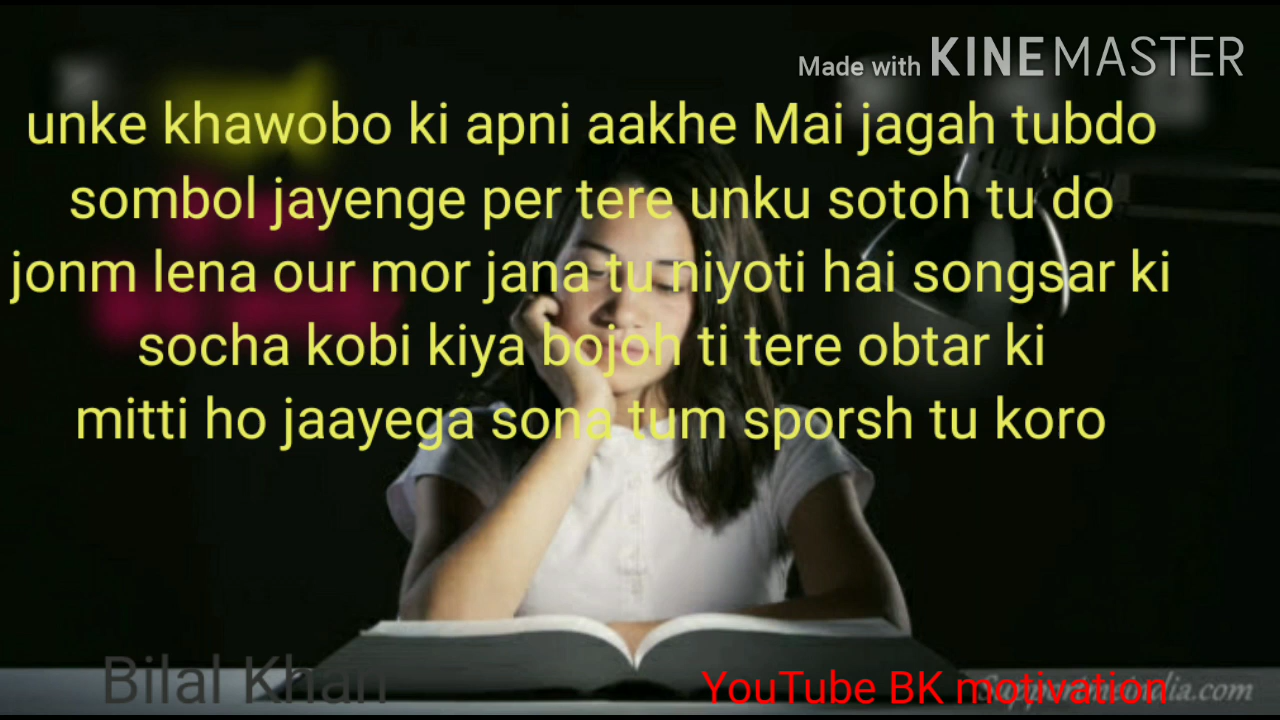 Made with KINEMASTER
unke khawobo ki apni aakhe Mai jagah tubdo
sombol jayenge per tere unku sotoh tu do
jonm lena our mor jana tu niyoti hai songsar ki
socha kobi kiya bojoh ti tere obtar ki
mitti ho jaayega sona tum sporsh tu koro
Bilal Khan
YouTube BK motivation